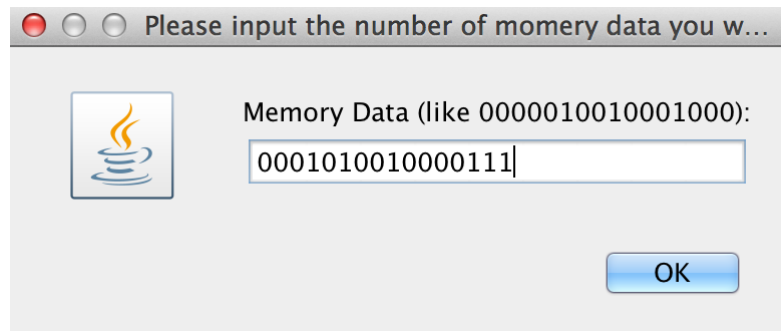 Please input the number of momery data you w...
Memory Data (like 0000010010001000):
0001010010000111
OK